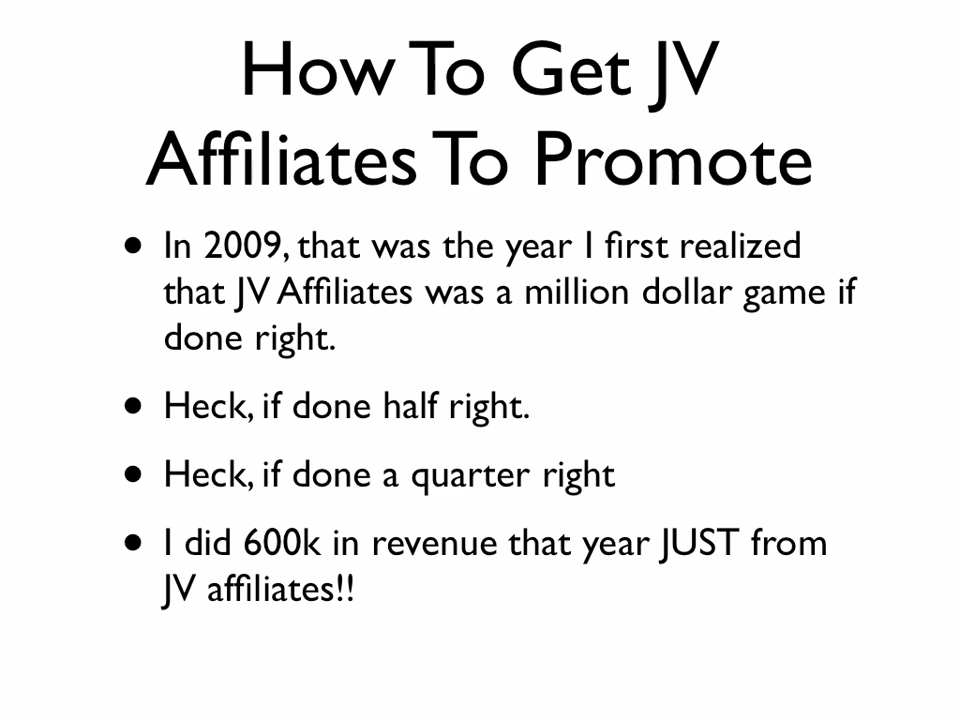 How To Get JV
Affiliates To Promote
• In 2009, that was the year I first realized
that JV Affiliates was a million dollar game if
done right.
• Heck, if done half right.
• Heck, if done a quarter right
• I did 600k in revenue that year JUST from
JV affiliates!!